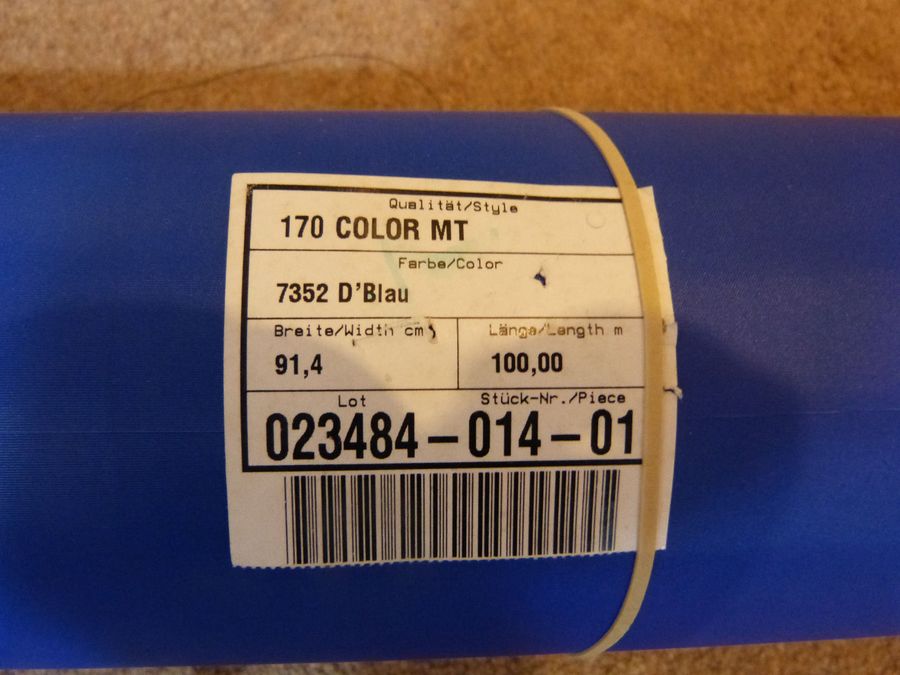 Qualität/Style
170 COLOR MT
Farbe/Color
7352 D'Blau
Breite/Width cm
Länge/Length m
91,4
100,00
Lot
Stück-Nr./Piece
023484-014-01